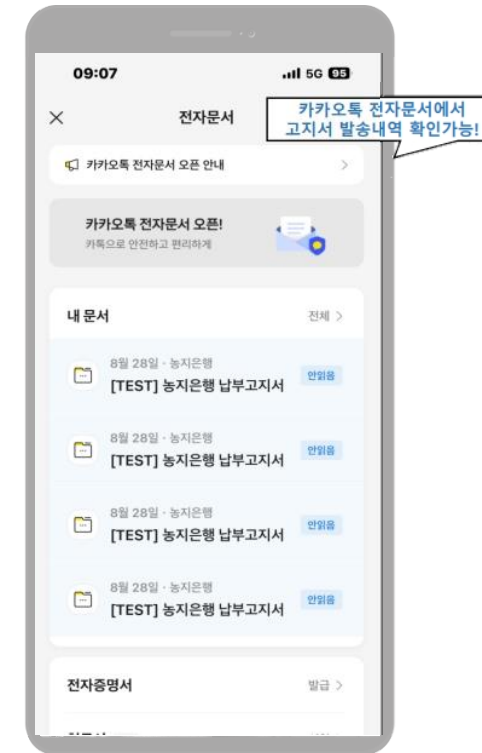 09:07
5G 95
전자문서
카카오톡 전자문서에서
고지서 발송내역 확인가능!
카카오톡 전자문서 오픈 안내
카카오톡 전자문서 오픈!
카톡으로 안전하고 편리하게
내 문서
전체 >
8월 28일 · 농지은행
[TEST] 농지은행 납부고지서
안읽음
8월 28일 · 농지은행
[TEST] 농지은행 납부고지서
안읽음
8월 28일 · 농지은행
[TEST] 농지은행 납부고지서
안읽음
8월 28일 · 농지은행
[TEST] 농지은행 납부고지서
안읽음
전자증명서
발급 >